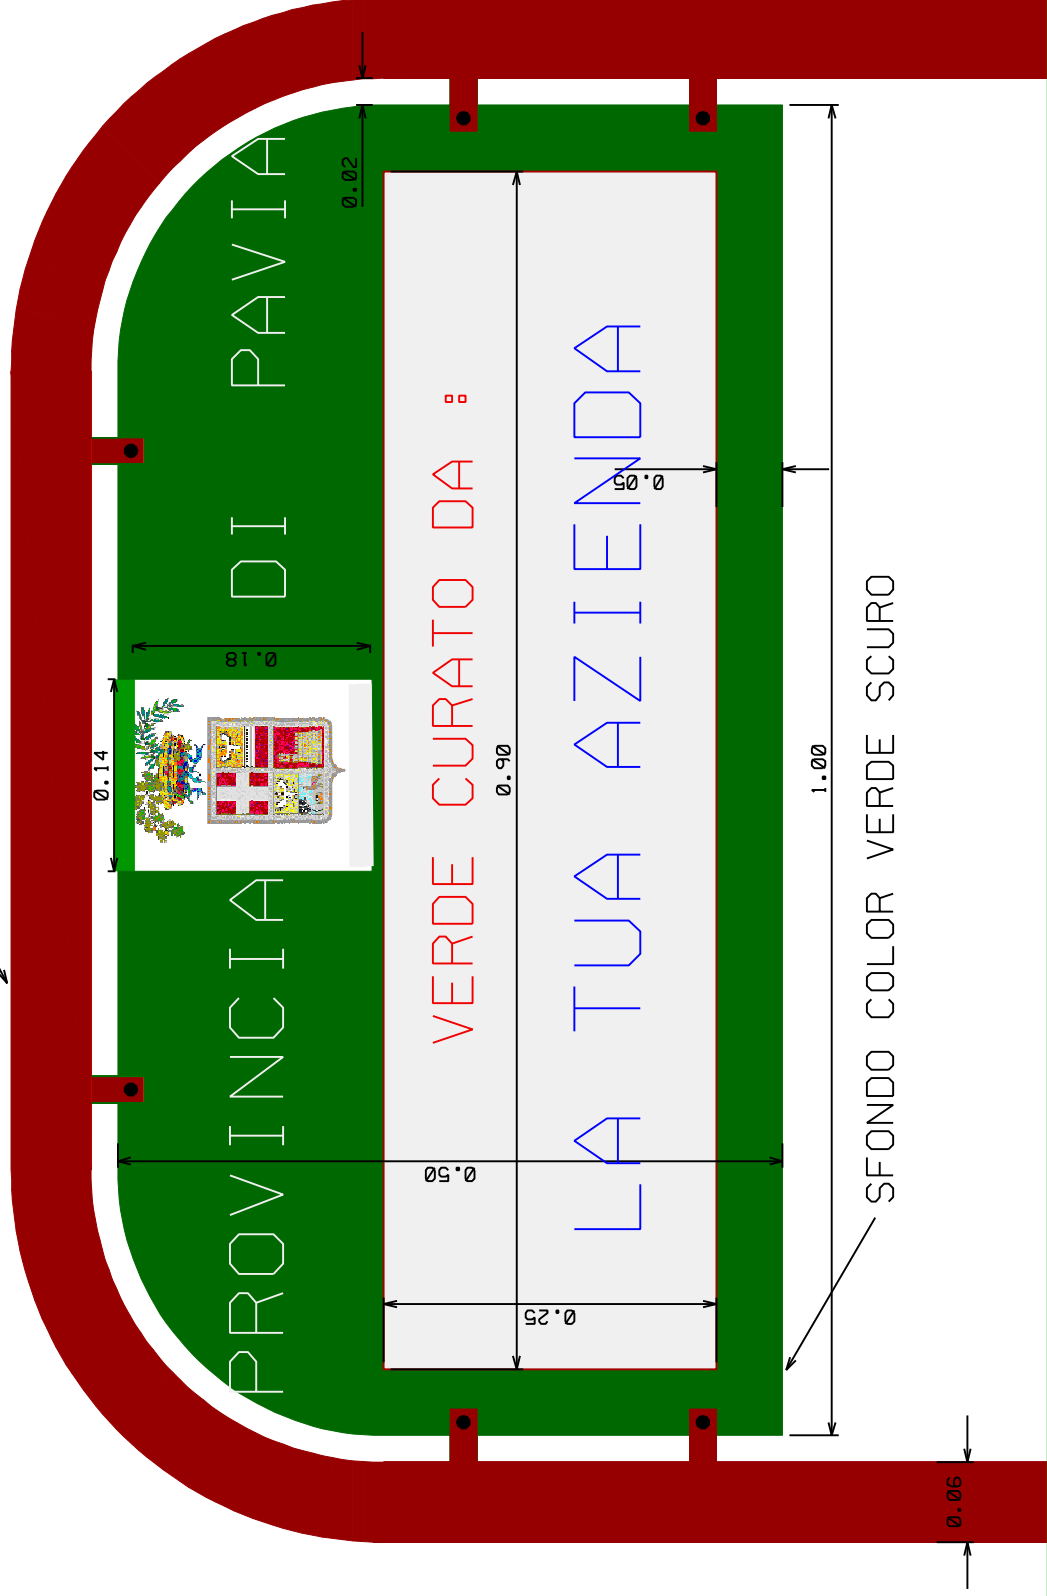 PROVINCIA DI PAVIA
0.14
0.18
0.02
VERDE CURATO DA :
0.90
LA TUA AZIENDA
0.05
0.50
0.25
1.00
SFONDO COLOR VERDE SCURO
0.06